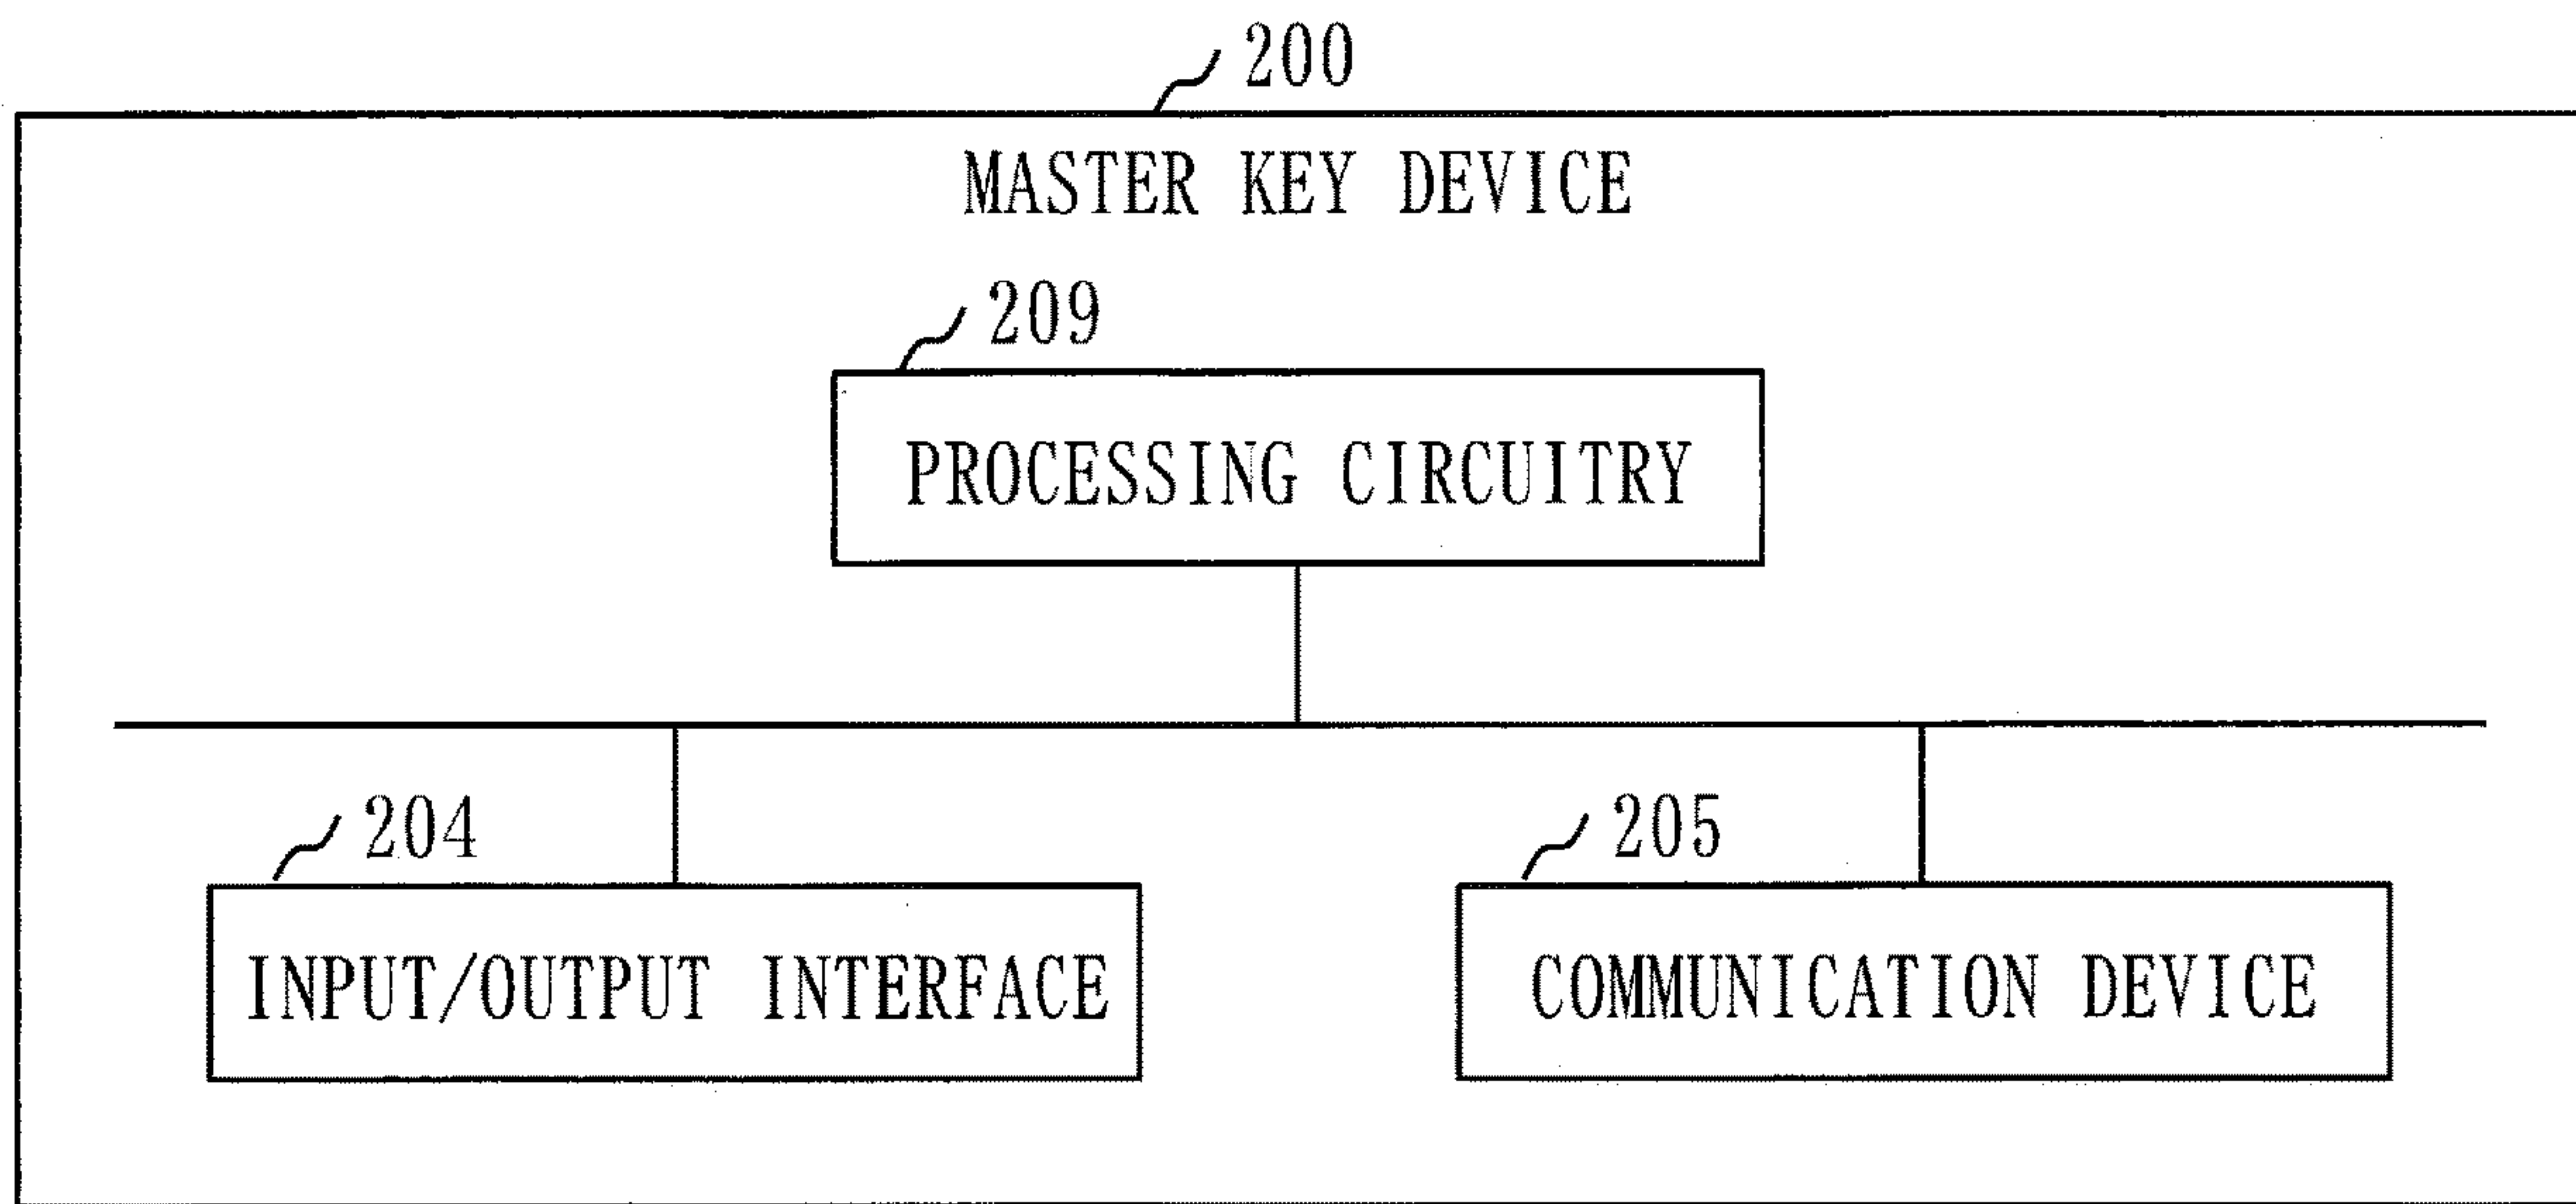 200
MASTER KEY DEVICE
209
PROCESSING CIRCUITRY
204
205
INPUT/OUTPUT INTERFACE
COMMUNICATION DEVICE